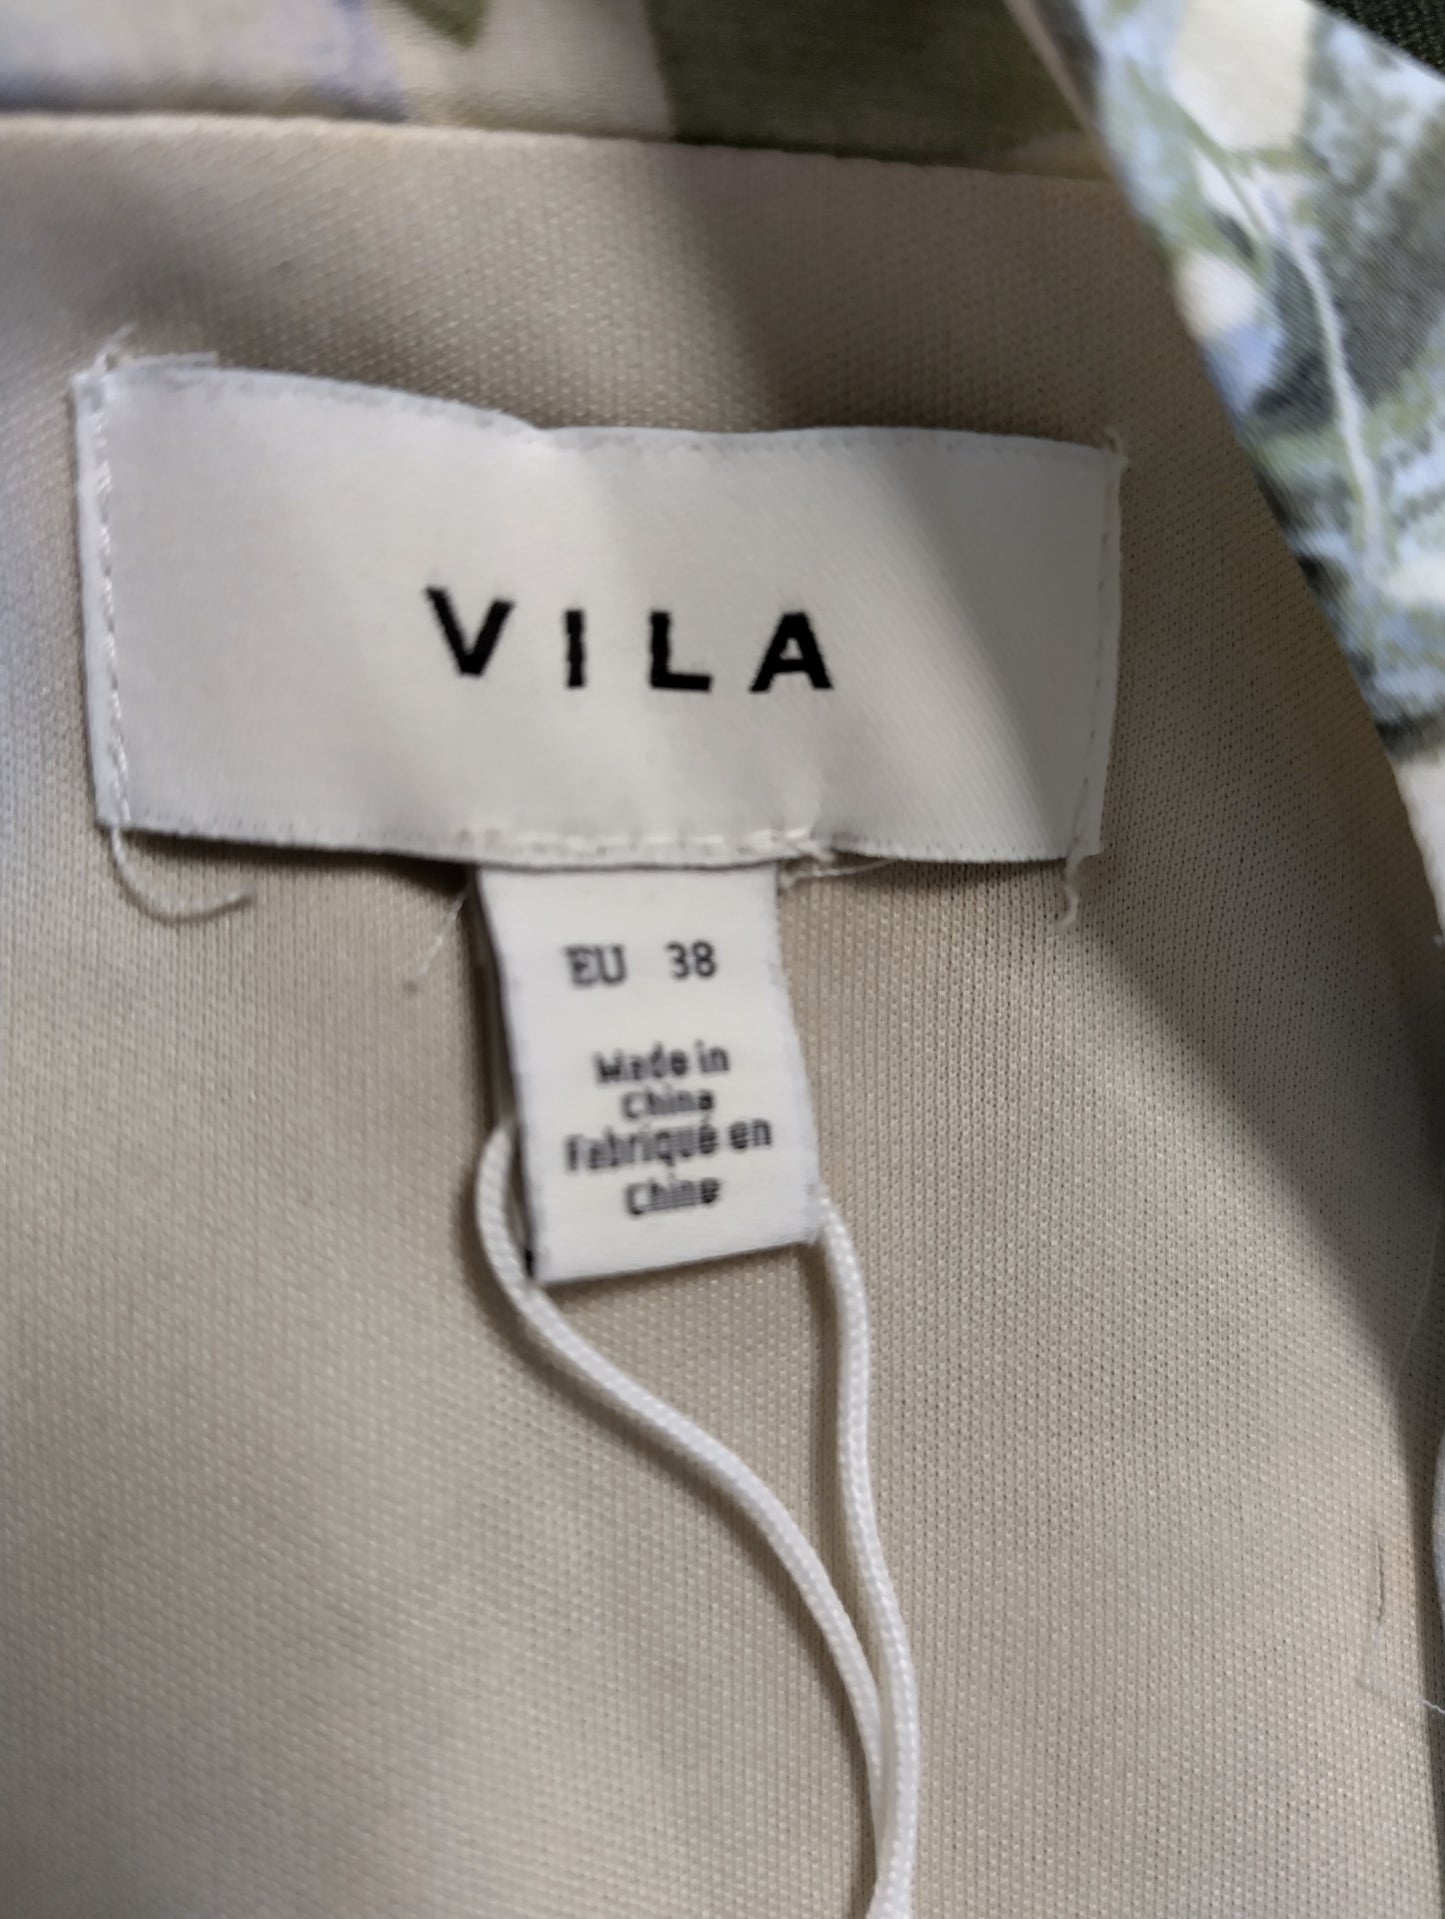 VILA
EU 38
Made in
China
Fabriqué en
Chine